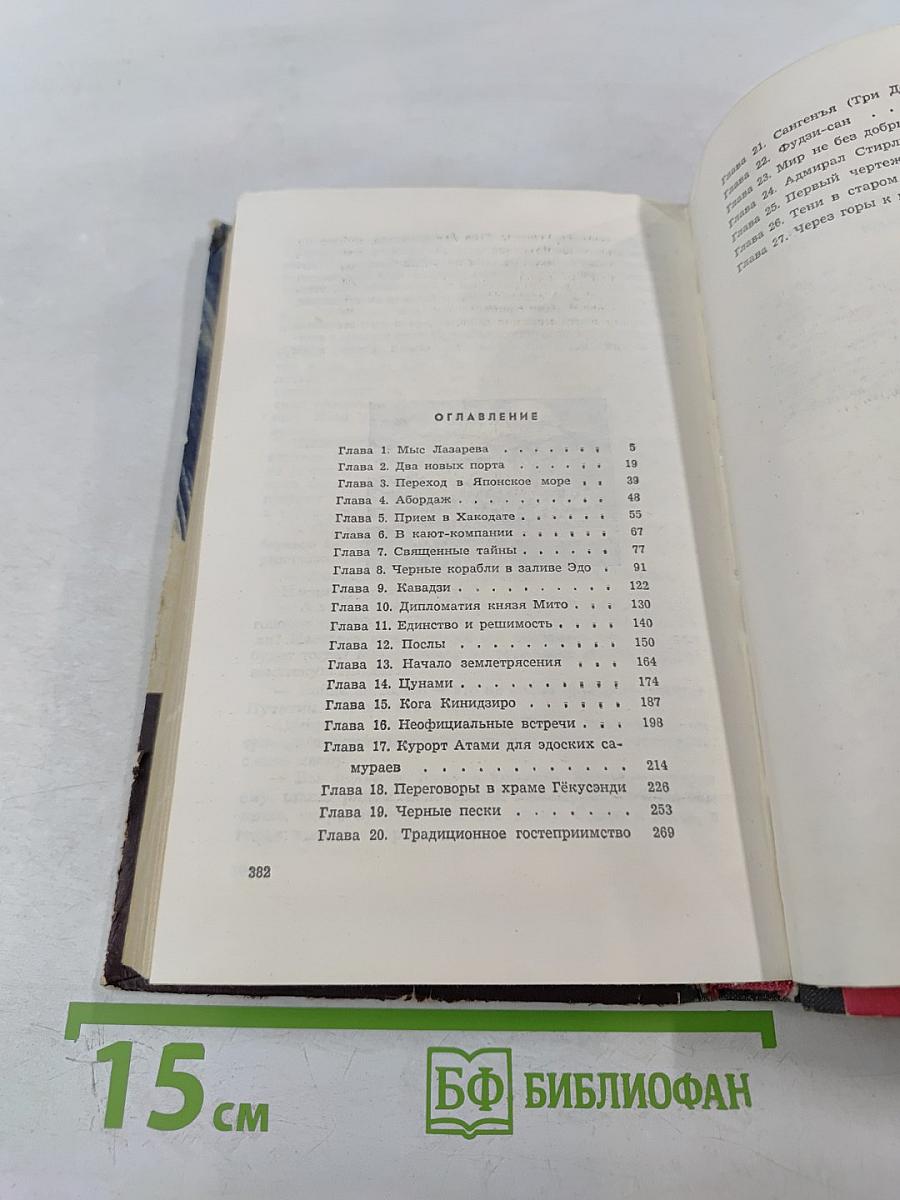 ОГЛАВЛЕНИЕ
Глава 1. Мыс Лазарева . . . . . . . 5
Глава 2. Два новых порта . . . . . . 19
Глава 3. Переход в Японское море . . 39
Глава 4. Абордаж . . . . . . . . . . 48
Глава 5. Прием в Хакодате . . . . . . 55
Глава 6. В кают-компании . . . . . . 67
Глава 7. Священные тайны . . . . . . 77
Глава 8. Черные корабли в заливе Эдо . 91
Глава 9. Кавадзи . . . . . . . . . . 122
Глава 10. Дипломатия князя Мито . . . 130
Глава 11. Единство и решимость . . . . 140
Глава 12. Послы . . . . . . . . . . 150
Глава 13. Начало землетрясения . . . 164
Глава 14. Цунами . . . . . . . . . . 174
Глава 15. Кога Кинидзиро . . . . . . 187
Глава 16. Неофициальные встречи . . . 198
Глава 17. Курорт Атами для эдоских са-
мураев . . . . . . . . . . . . 214
Глава 18. Переговоры в храме Гёкусэнди 226
Глава 19. Черные пески . . . . . . . 253
Глава 20. Традиционное гостеприимство 269
382
Глава 21. Сангенъя (Три Д
Глава 22. Фудзи-сан . .
Глава 23. Мир не без добры
Глава 24. Адмирал Стирл
Глава 25. Первый чертеж
Глава 26. Тени в старом
Глава 27. Через горы к
15 см
БФ БИБЛИОФАН